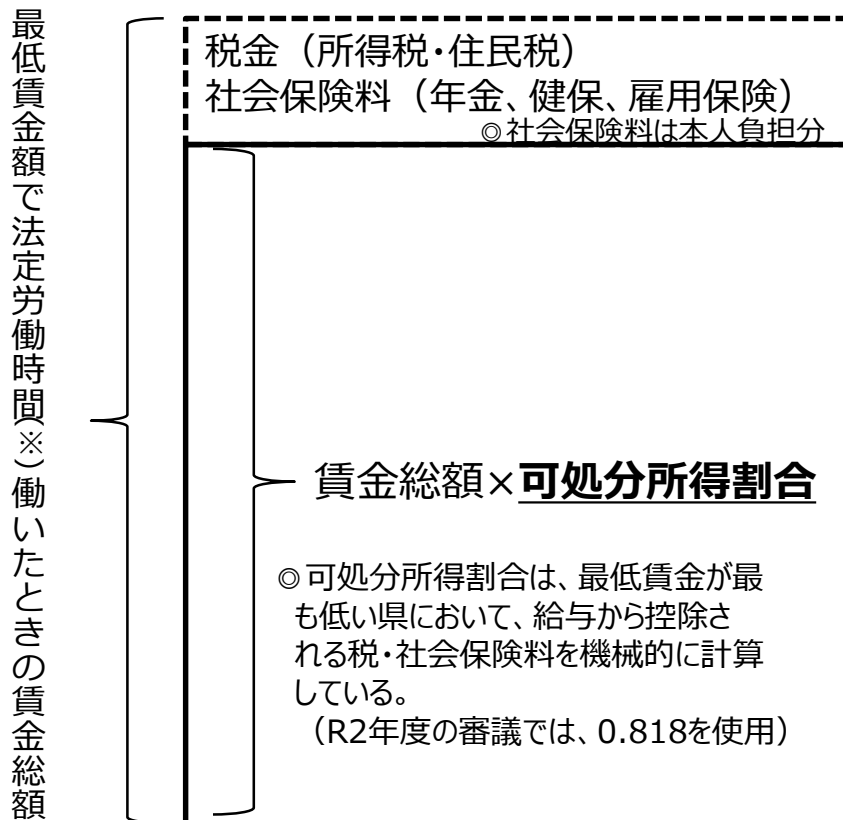 最低賃金額で法定労働時間(※)働いたときの賃金総額
税金（所得税・住民税）
社会保険料（年金、健保、雇用保険）
◎社会保険料は本人負担分
賃金総額×可処分所得割合
◎可処分所得割合は、最低賃金が最
も低い県において、給与から控除さ
れる税・社会保険料を機械的に計算
している。
（R2年度の審議では、0.818を使用）